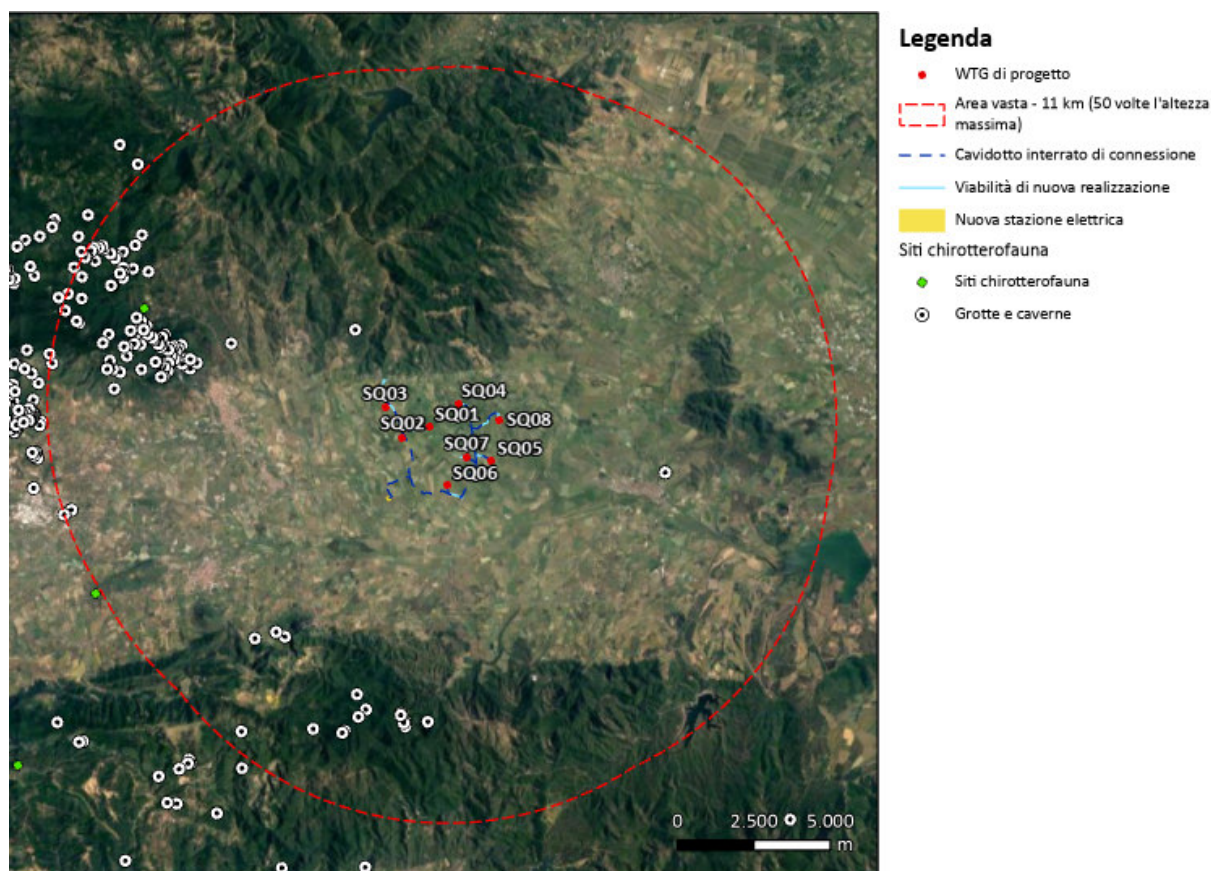 Legenda
WTG di progetto
Area vasta - 11 km (50 volte l'altezza
massima)
Cavidotto interrato di connessione
Viabilità di nuova realizzazione
Nuova stazione elettrica
Siti chirotterofauna
Siti chirotterofauna
Grotte e caverne
SQ03
SQ04
SQ01
SQ08
SQ02
SQ07
SQ05
SQ06
0 2.500 5.000
m